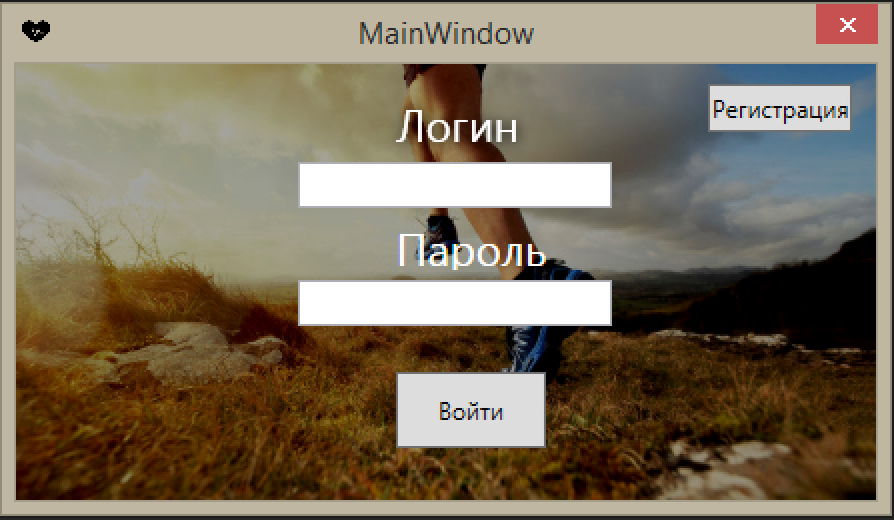 MainWindow
Регистрация
Логин
Пароль
Войти